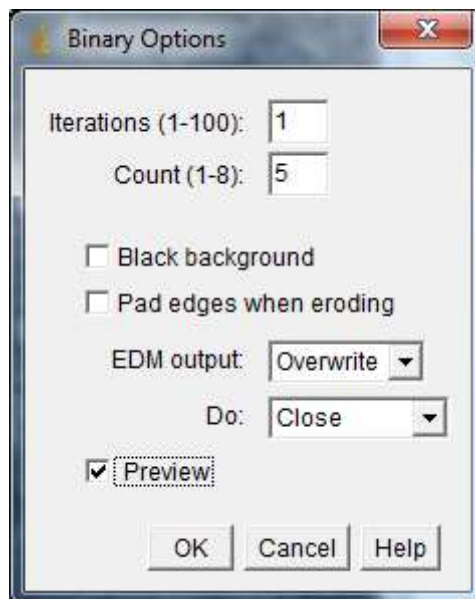 Binary Options
Iterations (1-100): 1
Count (1-8): 5
Black background
Pad edges when eroding
EDM output: Overwrite
Do: Close
Preview
OK Cancel Help